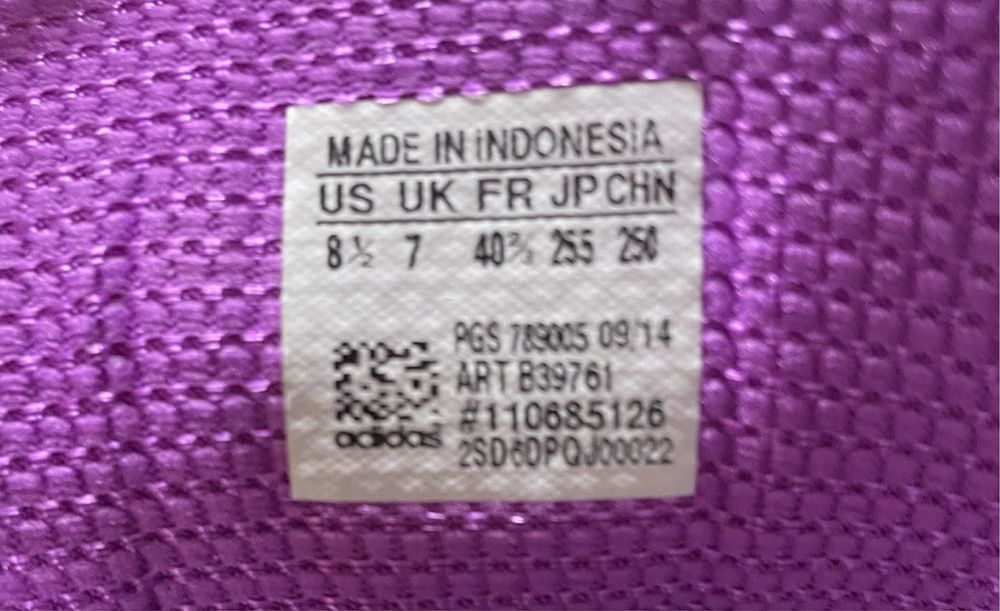 MADE IN INDONESIA
US UK FR JP CHN
8½ 7 40⅔ 255 250
PGS 789005 09/14
ART B39761
#110685126
adidas
2SD6DPQJ00022